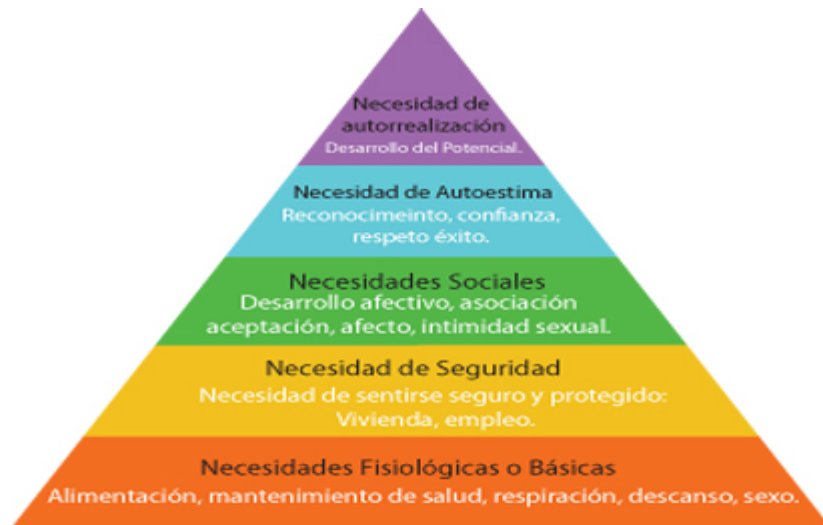 Necesidad de
autorrealización
Desarrollo del Potencial.
Necesidad de Autoestima
Reconocimeinto, confianza,
respeto éxito.
Necesidades Sociales
Desarrollo afectivo, asociación
aceptación, afecto, intimidad sexual.
Necesidad de Seguridad
Necesidad de sentirse seguro y protegido:
Vivienda, empleo.
Necesidades Fisiológicas o Básicas
Alimentación, mantenimiento de salud, respiración, descanso, sexo.